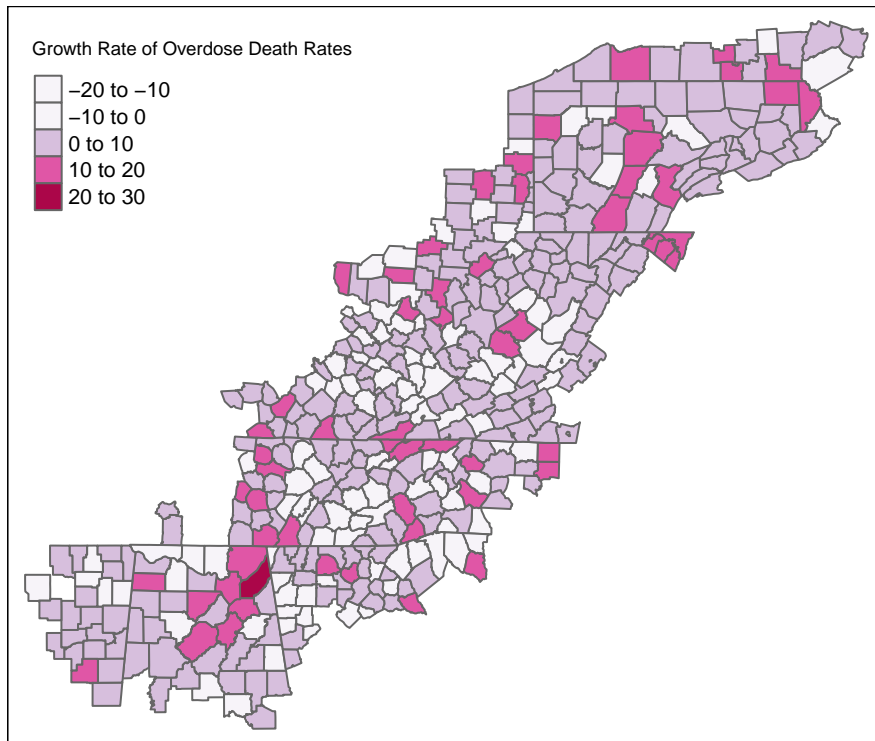 Growth Rate of Overdose Death Rates
−20 to −10
−10 to 0
0 to 10
10 to 20
20 to 30